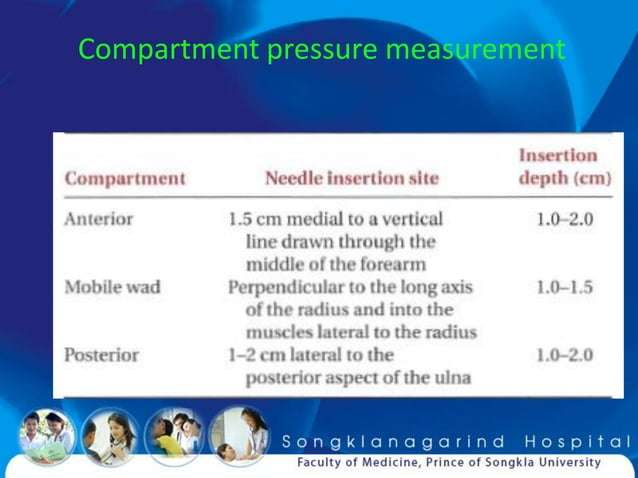 Compartment pressure measurement
Insertion
Compartment Needle insertion site depth (cm)
Anterior 1.5 cm medial to a vertical 1.0–2.0
line drawn through the
middle of the forearm
Mobile wad Perpendicular to the long axis 1.0–1.5
of the radius and into the
muscles lateral to the radius
Posterior 1–2 cm lateral to the 1.0–2.0
posterior aspect of the ulna
Songklanagarind Hospital
Faculty of Medicine, Prince of Songkla University